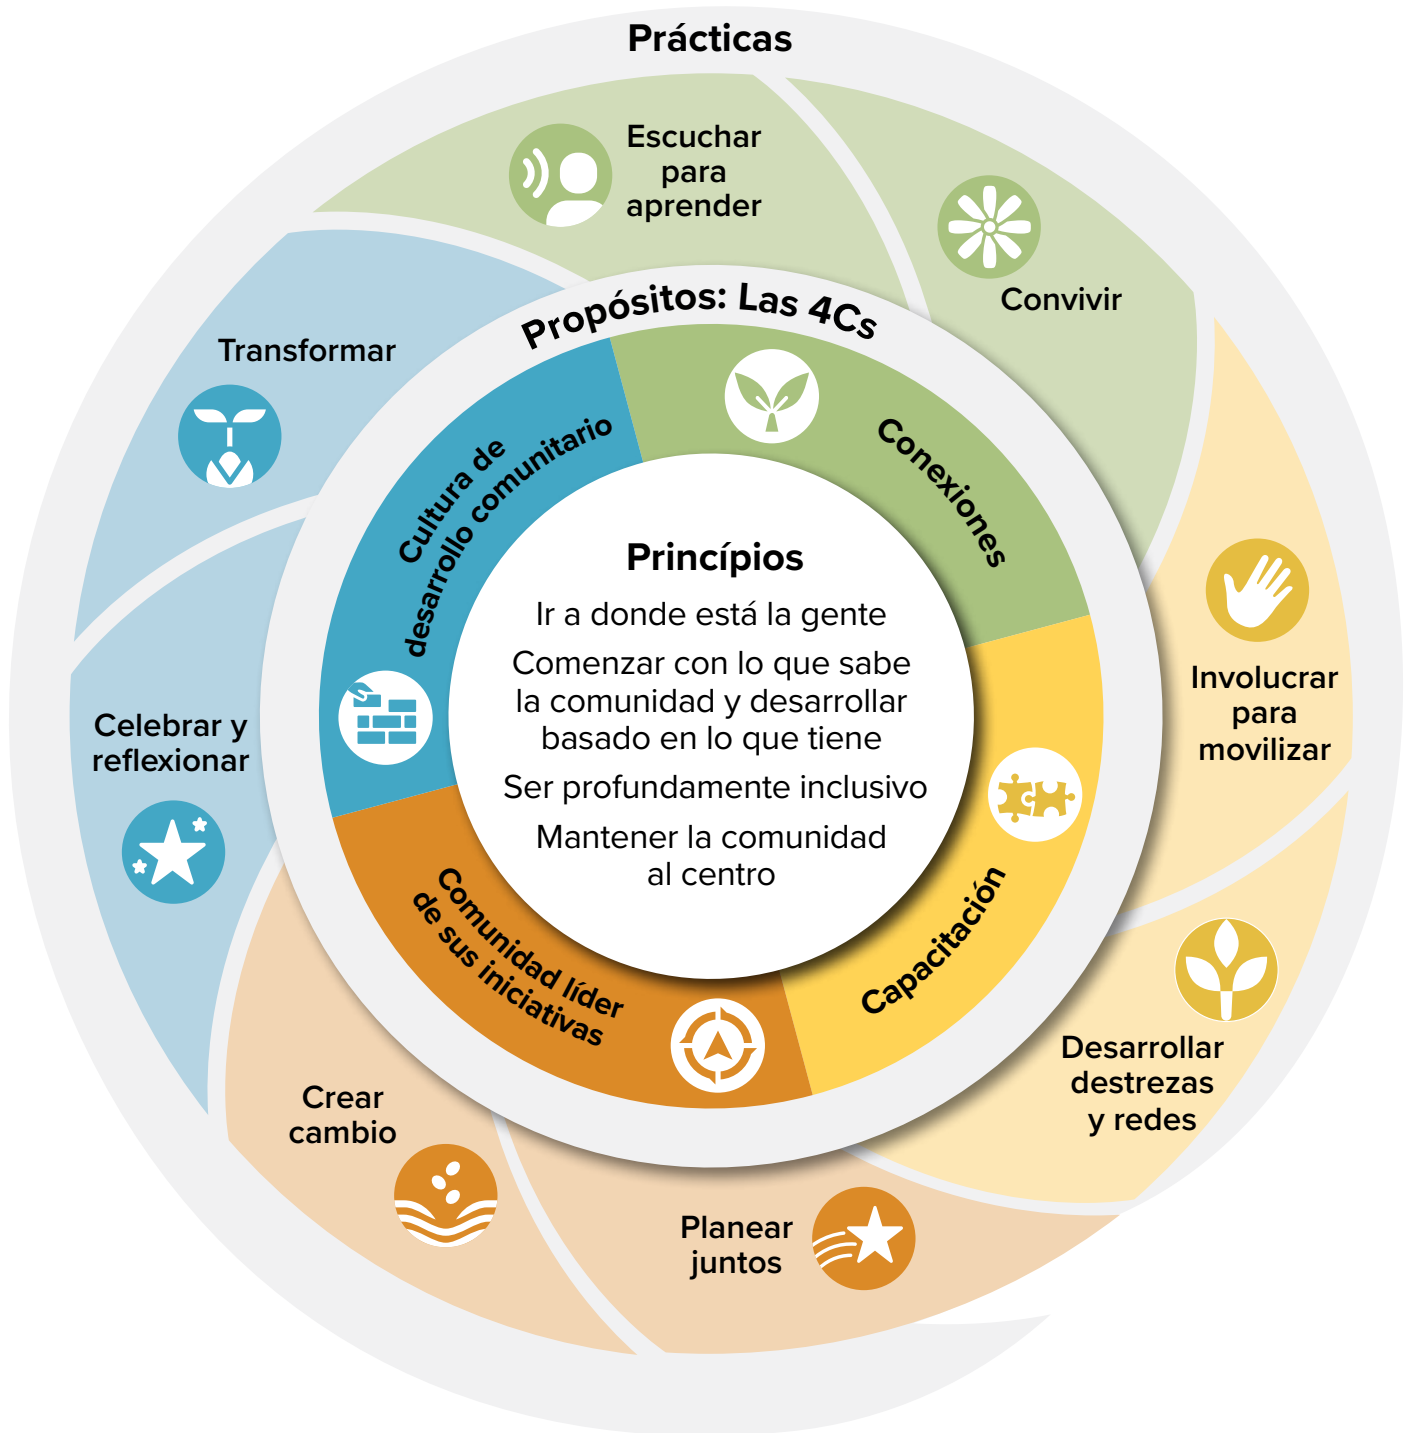 Prácticas
Escuchar
para
aprender
Convivir
Involucrar
para
movilizar
Desarrollar
destrezas
y redes
Planear
juntos
Crear
cambio
Celebrar y
reflexionar
Transformar
Propósitos: Las 4Cs
Conexiones
Capacitación
Comunidad líder
de sus iniciativas
Cultura de
desarrollo comunitario
Princípios
Ir a donde está la gente
Comenzar con lo que sabe
la comunidad y desarrollar
basado en lo que tiene
Ser profundamente inclusivo
Mantener la comunidad
al centro